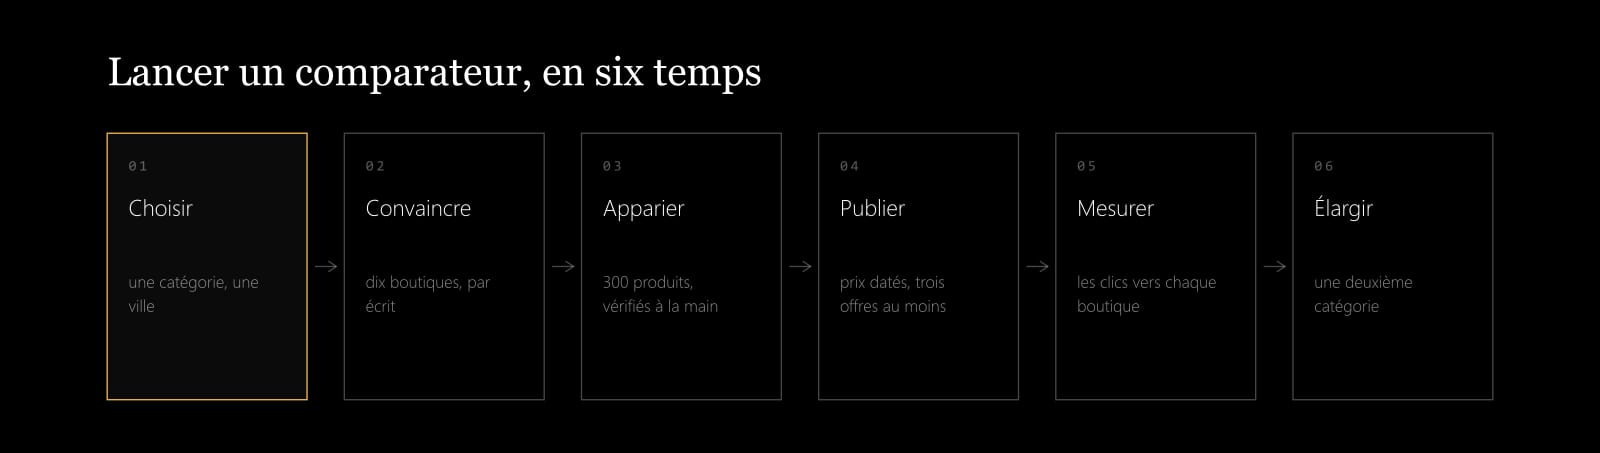 Lancer un comparateur, en six temps
01
Choisir
une catégorie, une
ville
02
Convaincre
dix boutiques, par
écrit
03
Apparier
300 produits,
vérifiés à la main
04
Publier
prix datés, trois
offres au moins
05
Mesurer
les clics vers chaque
boutique
06
Élargir
une deuxième
catégorie